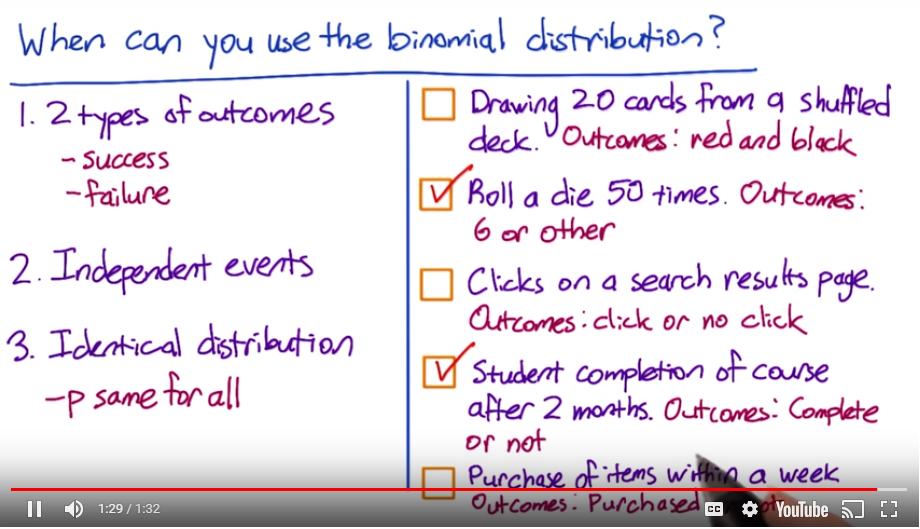 When can you use the binomial distribution?
1. 2 types of outcomes
- success
- failure
2. Independent events
3. Identical distribution
- p same for all
Drawing 20 cards from a shuffled
deck. Outcomes: red and black
Roll a die 50 times. Outcomes:
6 or other
Clicks on a search results page.
Outcomes: click or no click
Student completion of course
after 2 months. Outcomes: Complete
or not
Purchase of items within a week
Outcomes: Purchased
1:29 / 1:32
CC
YouTube